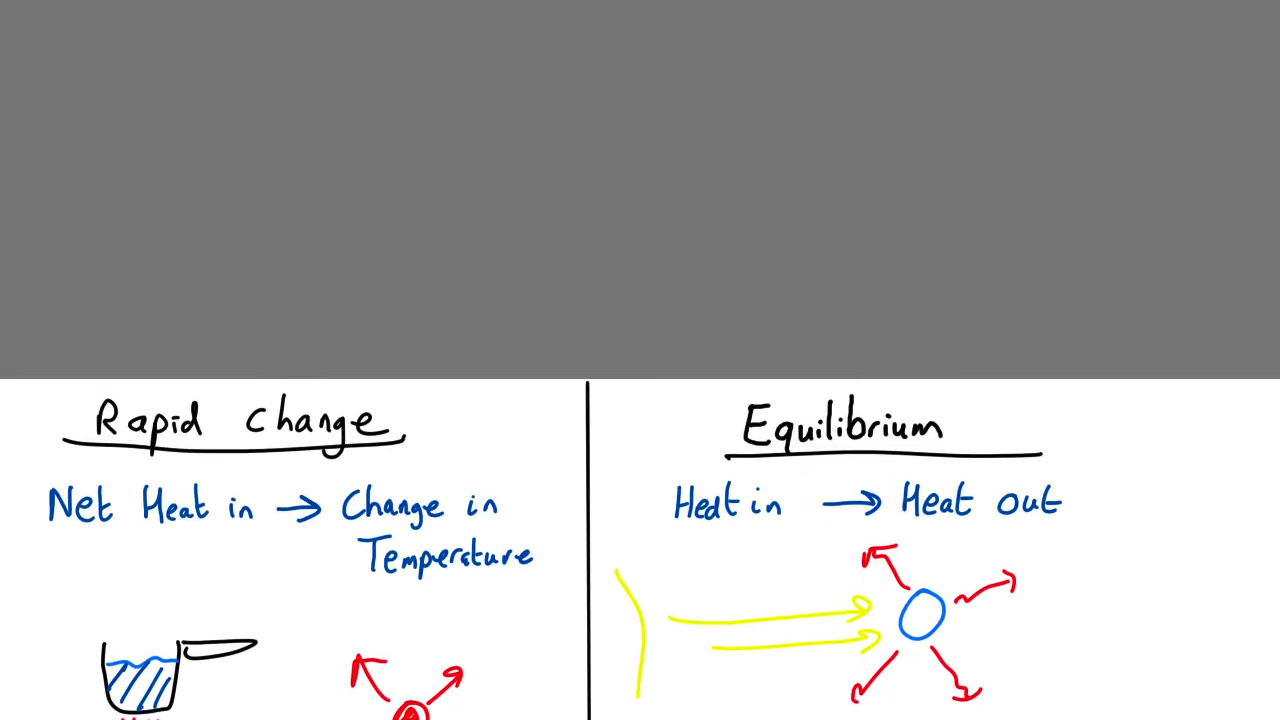 Rapid Change
Net Heat in → Change in
Temperature
Equilibrium
Heat in → Heat out